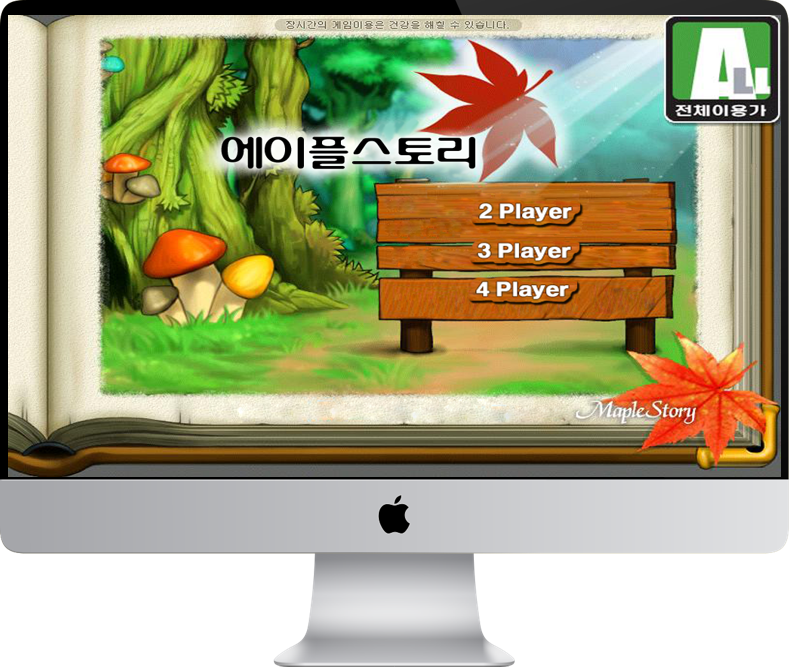 장시간의 게임이용은 건강을 해칠 수 있습니다.
ALL
전체이용가
에이플스토리
2 Player
3 Player
4 Player
MapleStory